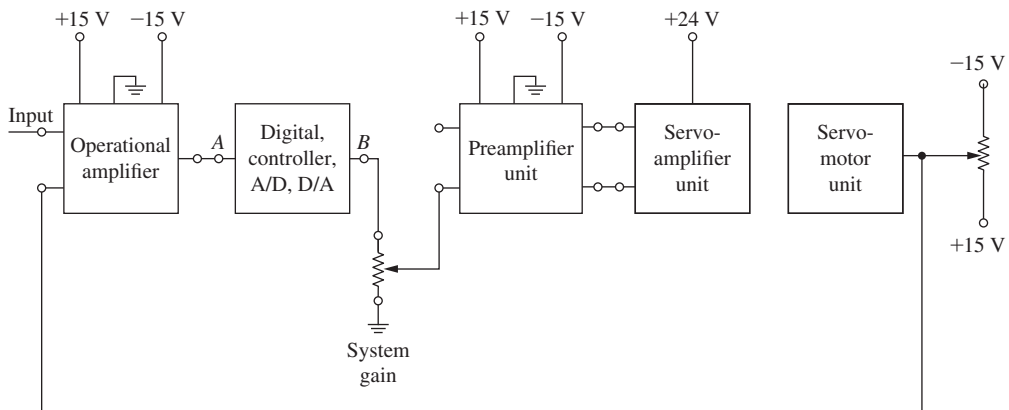 +15 V
−15 V
Input
Operational
amplifier
A
Digital,
controller,
A/D, D/A
B
System
gain
+15 V
−15 V
Preamplifier
unit
+24 V
Servo-
amplifier
unit
Servo-
motor
unit
−15 V
+15 V